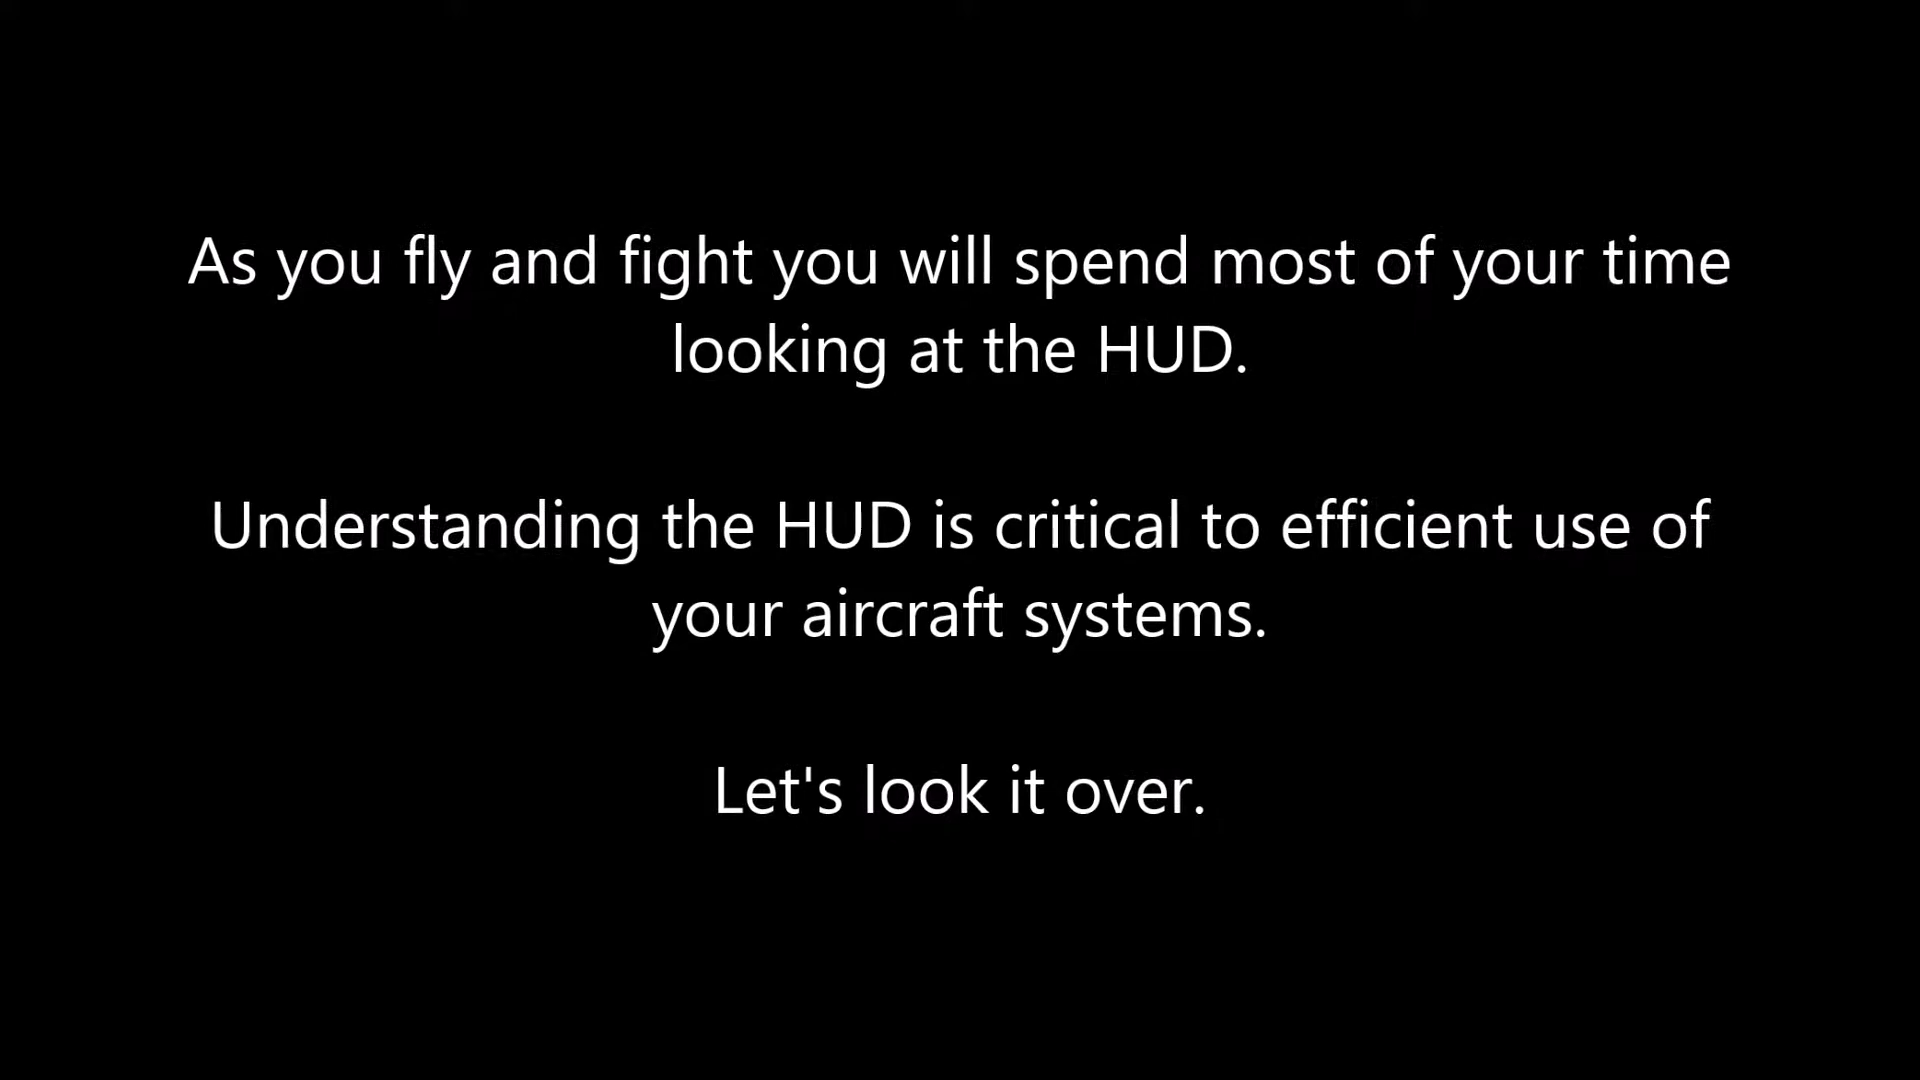 As you fly and fight you will spend most of your time
looking at the HUD.
Understanding the HUD is critical to efficient use of
your aircraft systems.
Let's look it over.